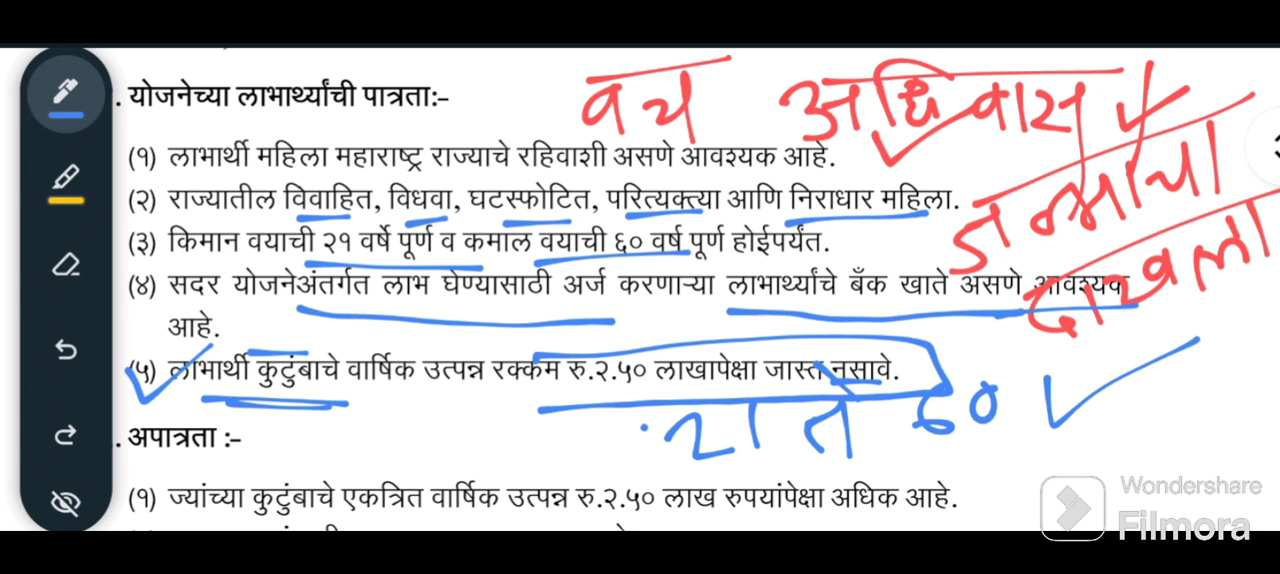 . योजनेच्या लाभार्थ्यांची पात्रता:-
वय अधिवास
(१) लाभार्थी महिला महाराष्ट्र राज्याचे रहिवाशी असणे आवश्यक आहे.
जन्माचा
(२) राज्यातील विवाहित, विधवा, घटस्फोटित, परित्यक्त्या आणि निराधार महिला.
(३) किमान वयाची २१ वर्षे पूर्ण व कमाल वयाची ६० वर्ष पूर्ण होईपर्यंत.
दाखला
(४) सदर योजनेअंतर्गत लाभ घेण्यासाठी अर्ज करणाऱ्या लाभार्थ्यांचे बँक खाते असणे आवश्यक
आहे.
(५) लाभार्थी कुटुंबाचे वार्षिक उत्पन्न रक्कम रु.२.५० लाखापेक्षा जास्त नसावे.
२१ ते ६०
. अपात्रता :-
(१) ज्यांच्या कुटुंबाचे एकत्रित वार्षिक उत्पन्न रु.२.५० लाख रुपयांपेक्षा अधिक आहे.
Wondershare
Filmora